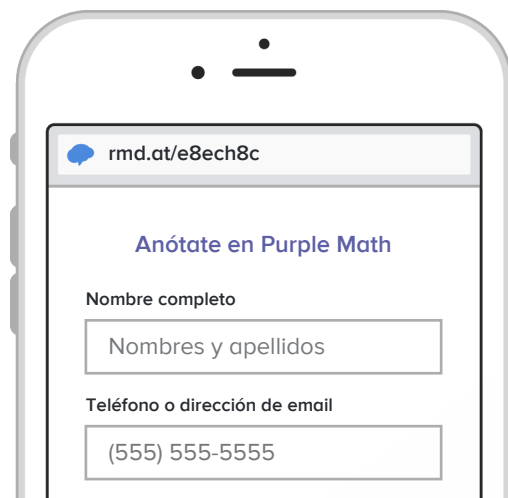 rmd.at/e8ech8c
Anótate en Purple Math
Nombre completo
Nombres y apellidos
Teléfono o dirección de email
(555) 555-5555